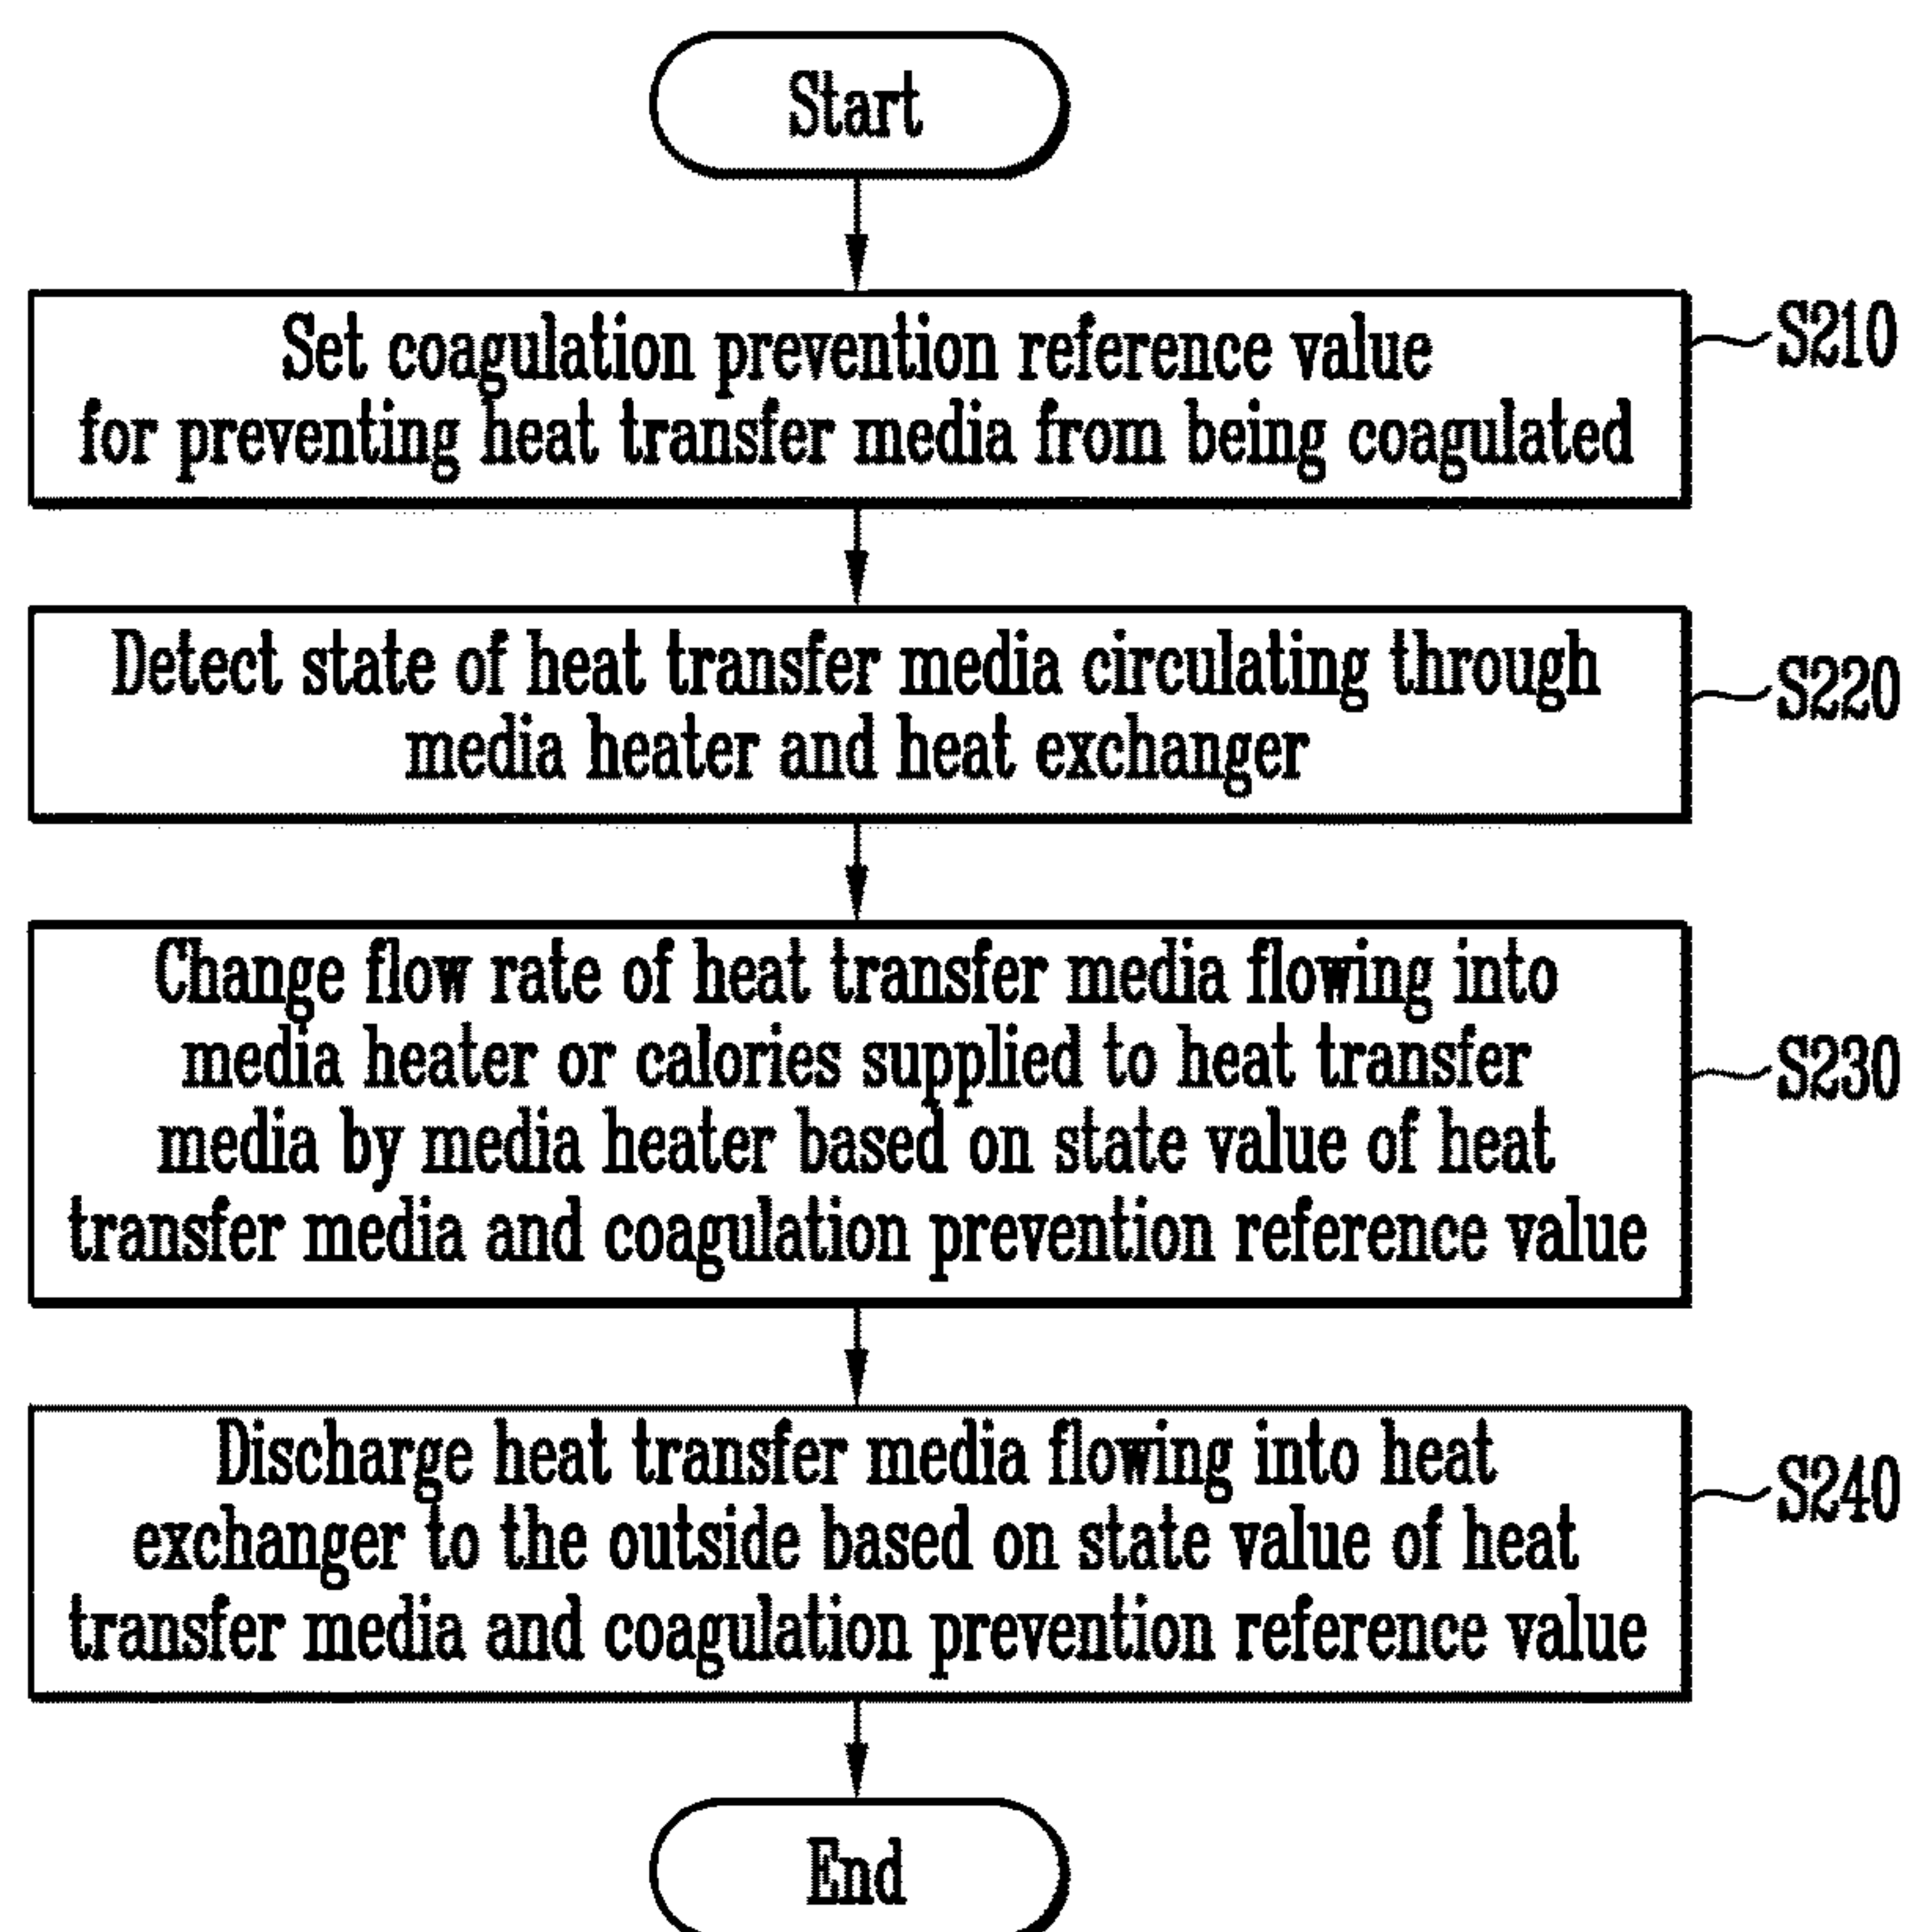 Start
Set coagulation prevention reference value
for preventing heat transfer media from being coagulated
S210
Detect state of heat transfer media circulating through
media heater and heat exchanger
S220
Change flow rate of heat transfer media flowing into
media heater or calories supplied to heat transfer
media by media heater based on state value of heat
transfer media and coagulation prevention reference value
S230
Discharge heat transfer media flowing into heat
exchanger to the outside based on state value of heat
transfer media and coagulation prevention reference value
S240
End